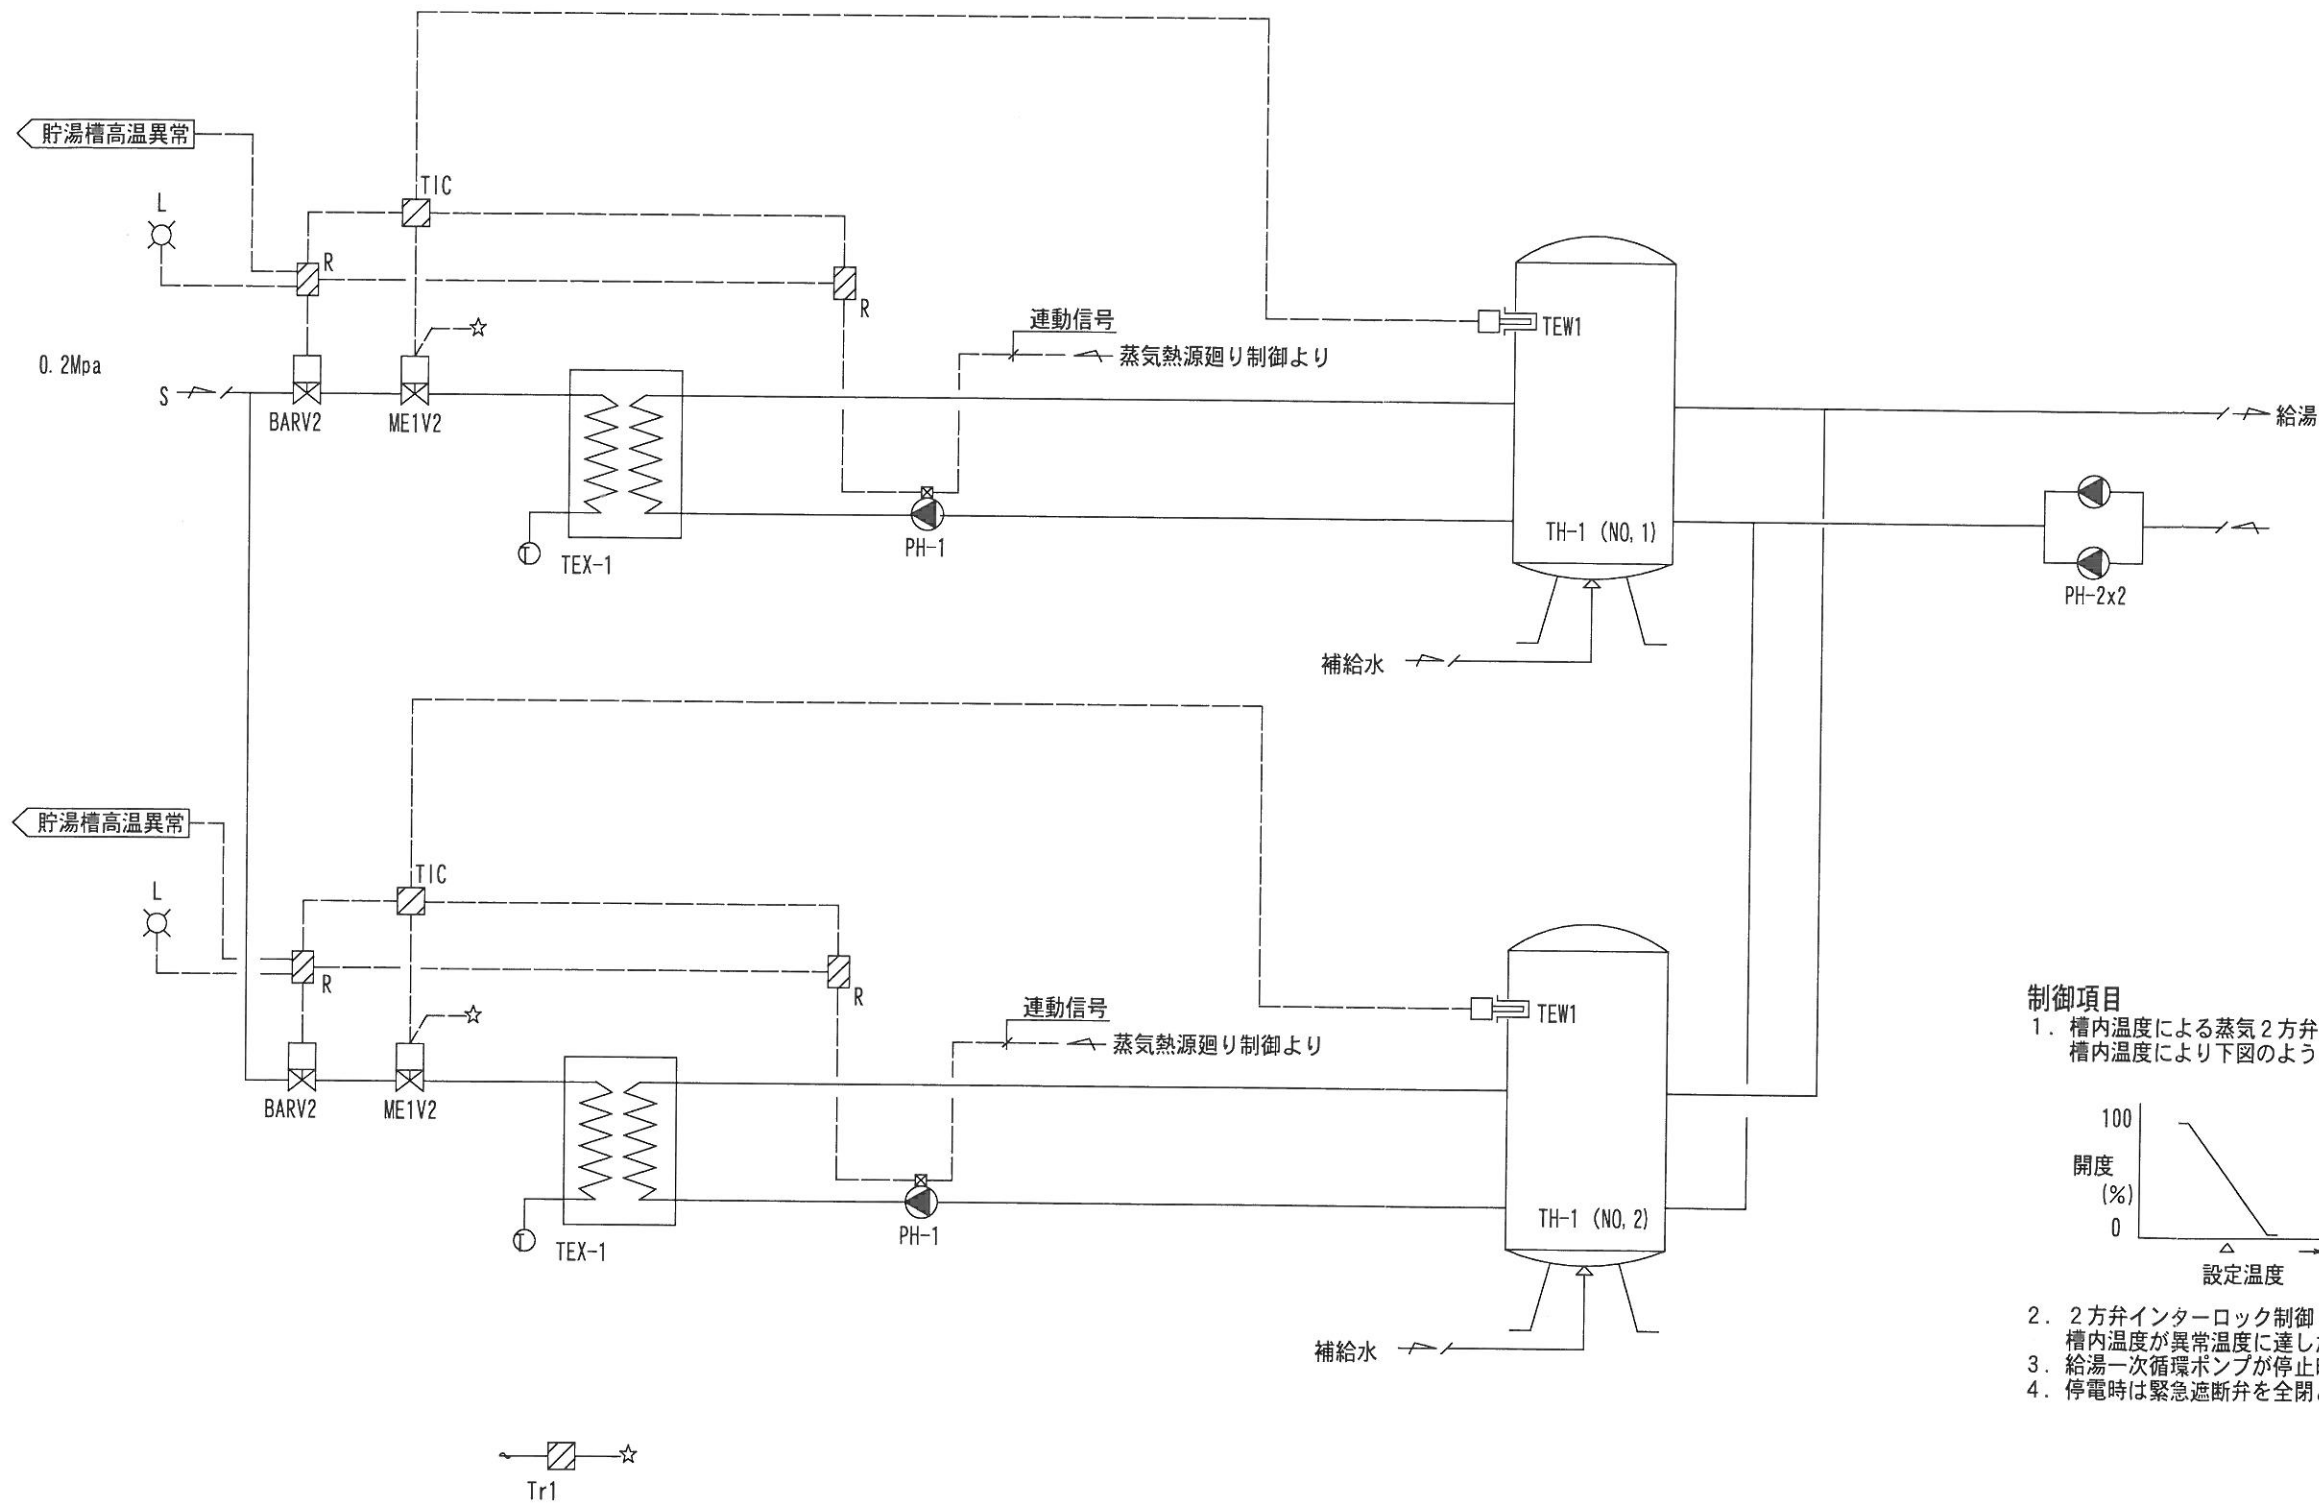 貯湯槽高温異常
TIC
L
R
R
連動信号
TEW1
蒸気熱源廻り制御より
0.2Mpa
S
給湯
BARV2
ME1V2
TH-1 (NO,1)
PH-1
TEX-1
PH-2x2
補給水
貯湯槽高温異常
TIC
L
R
R
連動信号
TEW1
蒸気熱源廻り制御より
BARV2
ME1V2
TH-1 (NO,2)
PH-1
TEX-1
補給水
Tr1
制御項目
1. 槽内温度による蒸気2方弁
槽内温度により下図のよう
100
開度
(%)
0
設定温度
2. 2方弁インターロック制御
槽内温度が異常温度に達し
3. 給湯一次循環ポンプが停止
4. 停電時は緊急遮断弁を全閉